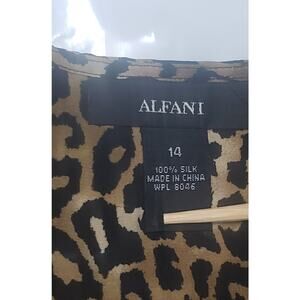 ALFANI
14
100% SILK
MADE IN CHINA
WPL 8046